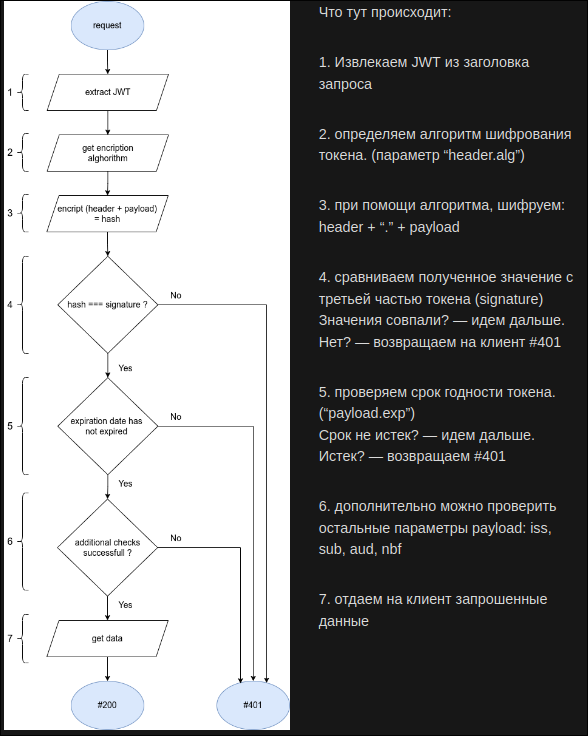 request
1
extract JWT
2
get encription
alghorithm
3
encript (header + payload)
= hash
4
hash === signature ?
No
Yes
5
expiration date has
not expired
No
Yes
6
additional checks
successfull ?
No
Yes
7
get data
#200
#401
Что тут происходит:
1. Извлекаем JWT из заголовка
запроса
2. определяем алгоритм шифрования
токена. (параметр “header.alg”)
3. при помощи алгоритма, шифруем:
header + “.” + payload
4. сравниваем полученное значение с
третьей частью токена (signature)
Значения совпали? — идем дальше.
Нет? — возвращаем на клиент #401
5. проверяем срок годности токена.
(“payload.exp”)
Срок не истек? — идем дальше.
Истек? — возвращаем #401
6. дополнительно можно проверить
остальные параметры payload: iss,
sub, aud, nbf
7. отдаем на клиент запрошенные
данные